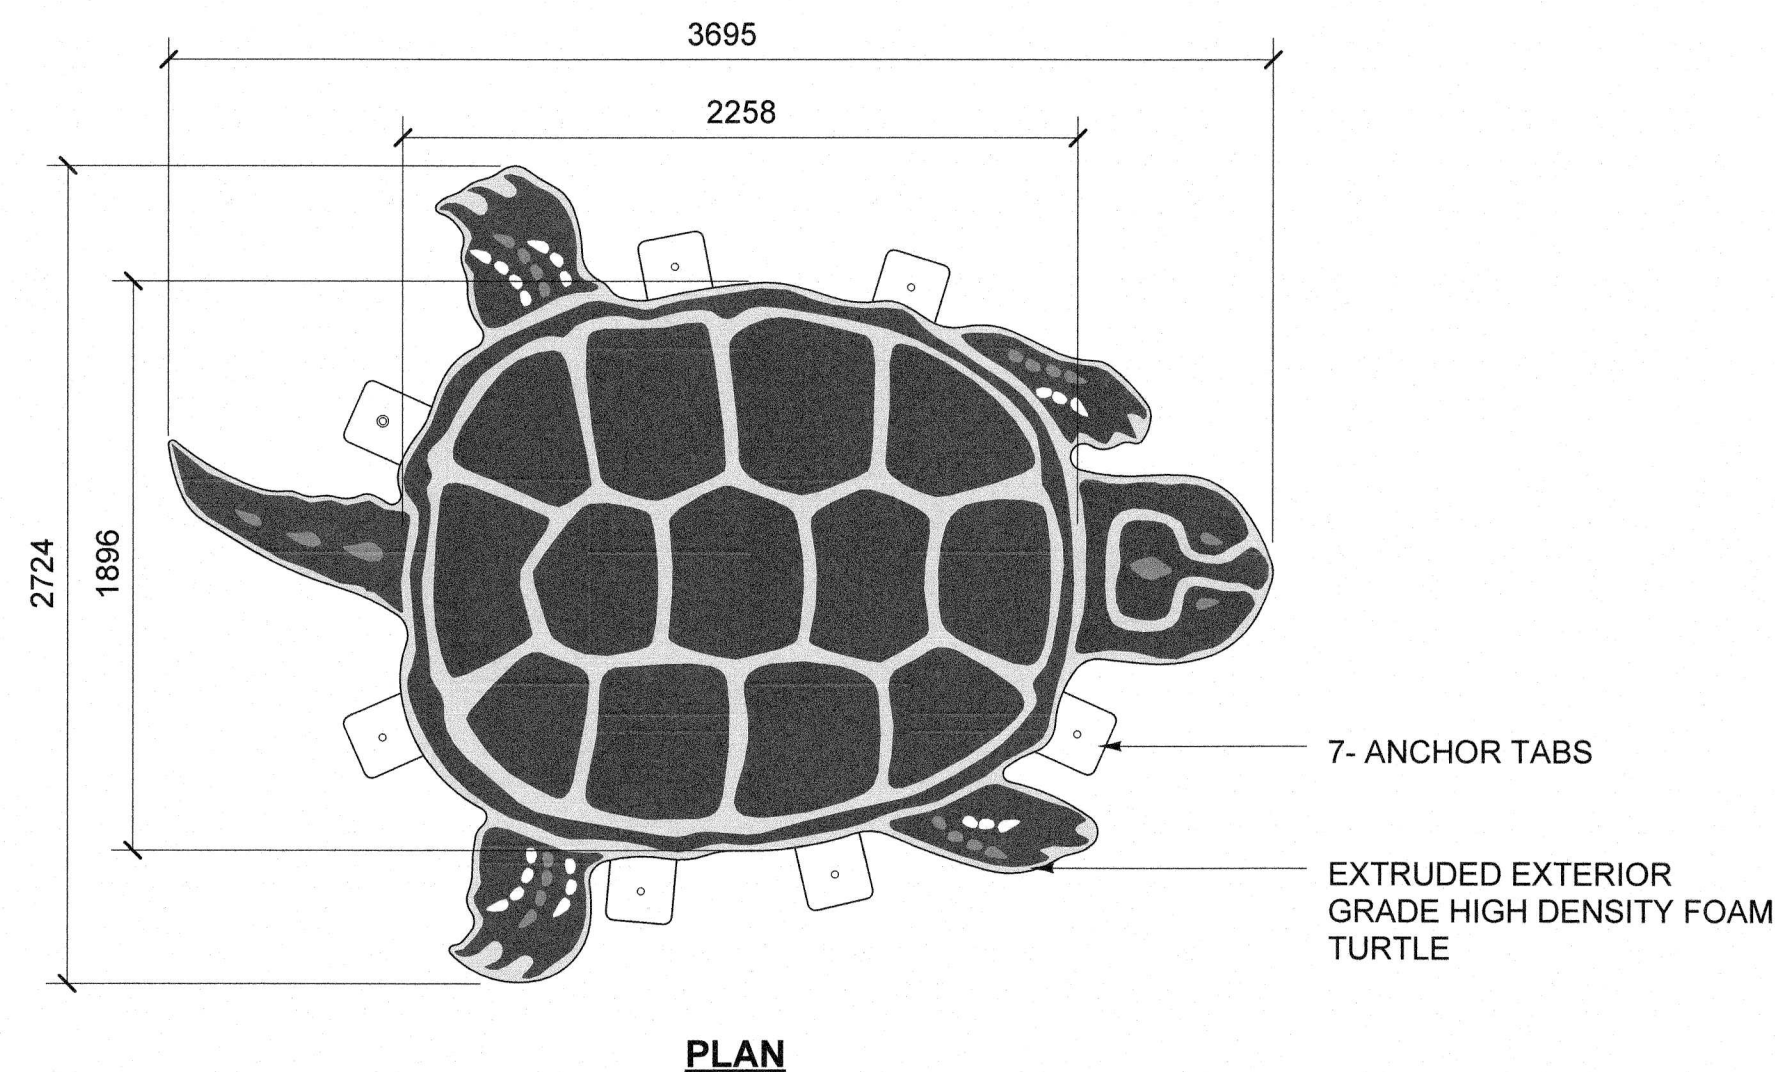 3695
2258
2724
1896
7- ANCHOR TABS
EXTRUDED EXTERIOR
GRADE HIGH DENSITY FOAM
TURTLE
PLAN